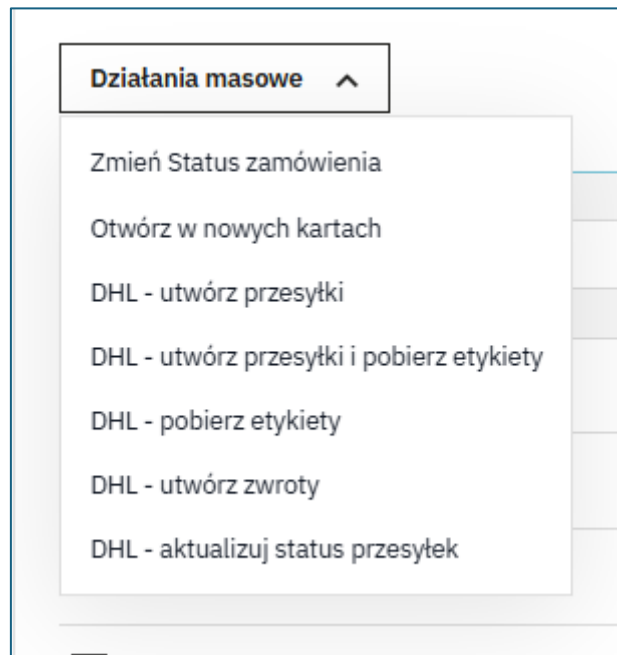 Działania masowe
Zmień Status zamówienia
Otwórz w nowych kartach
DHL - utwórz przesyłki
DHL - utwórz przesyłki i pobierz etykiety
DHL - pobierz etykiety
DHL - utwórz zwroty
DHL - aktualizuj status przesyłek